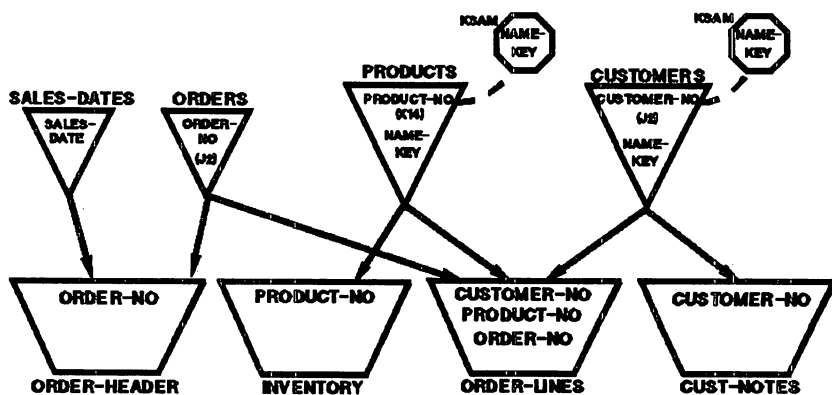 KSAM
NAME-
KEY
KSAM
NAME-
KEY
PRODUCTS
CUSTOMERS
SALES-DATES
ORDERS
SALES-
DATE
ORDER-
NO
(J2)
PRODUCT-NO
(X14)
NAME-
KEY
CUSTOMER-NO
(J2)
NAME-
KEY
ORDER-NO
PRODUCT-NO
CUSTOMER-NO
PRODUCT-NO
ORDER-NO
CUSTOMER-NO
ORDER-HEADER
INVENTORY
ORDER-LINES
CUST-NOTES